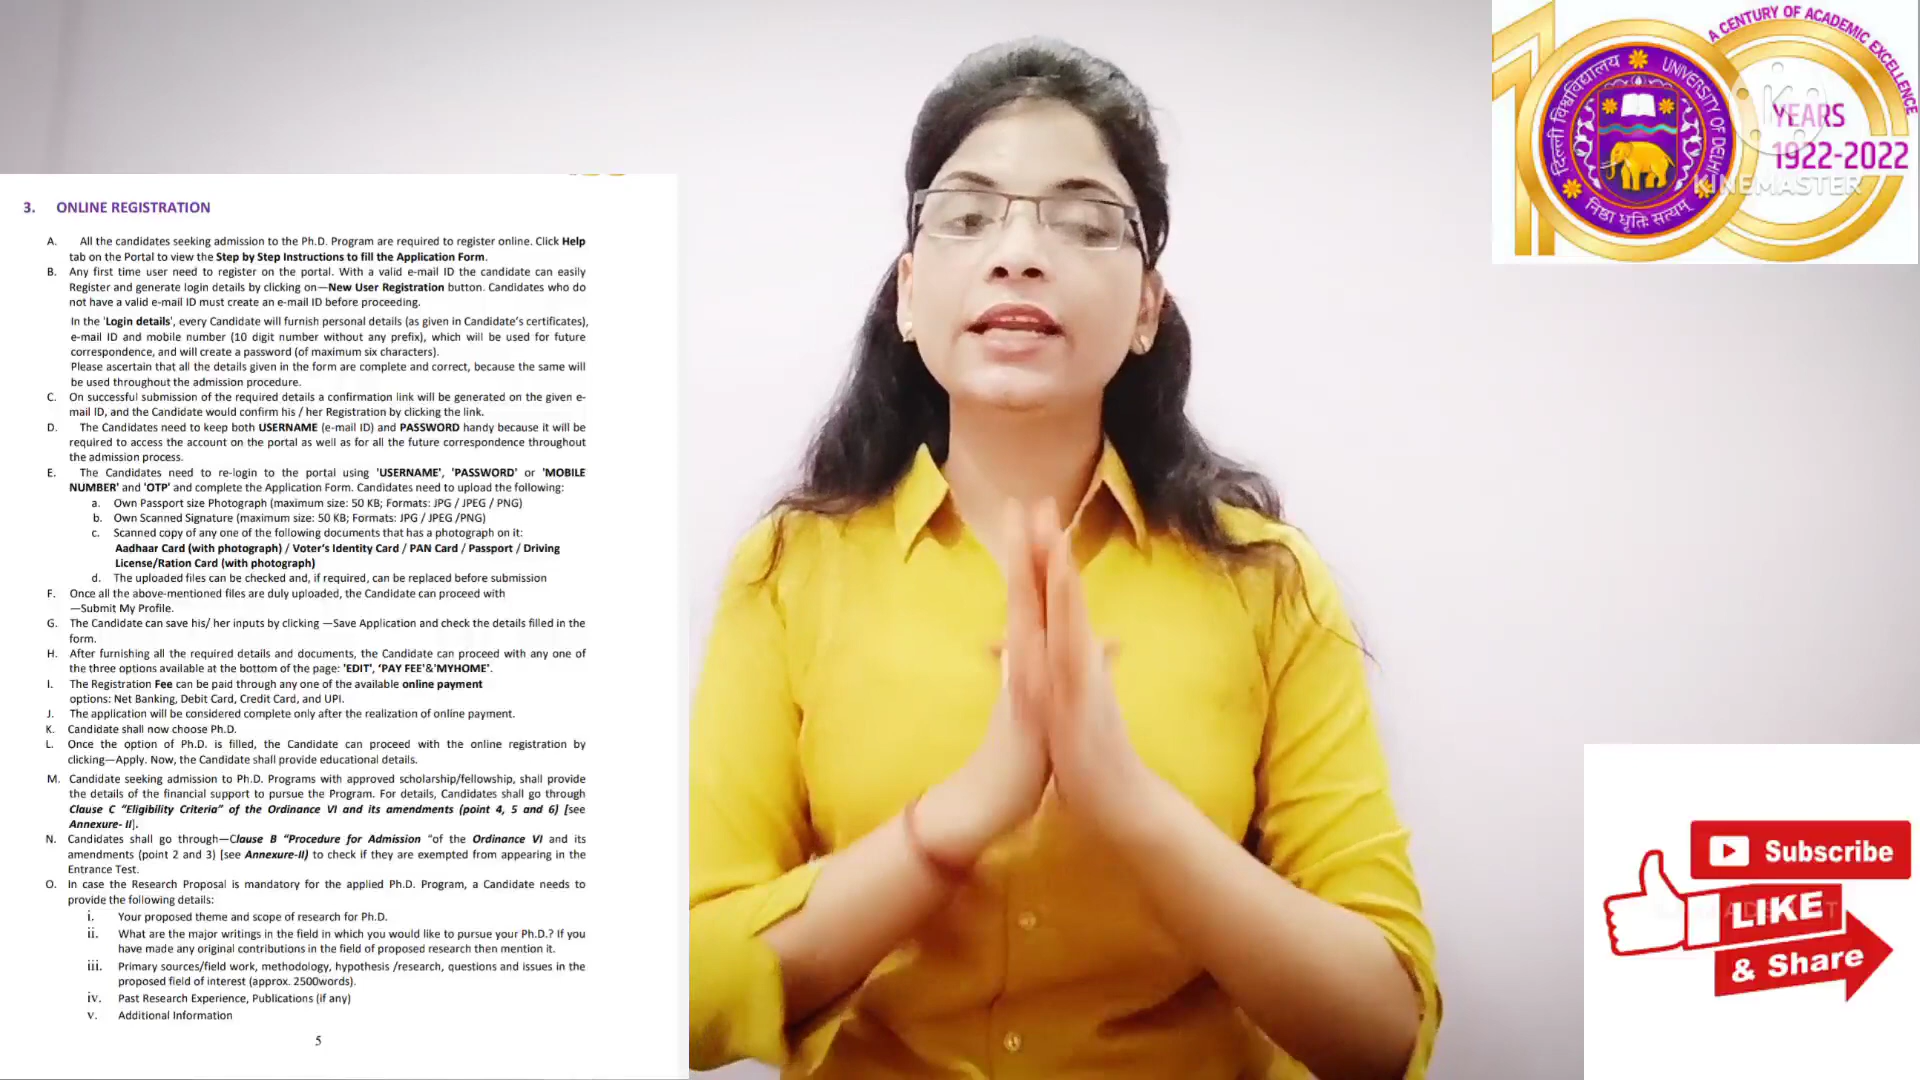 A CENTURY OF ACADEMIC EXCELLENCE
दिल्ली विश्वविद्यालय
UNIVERSITY OF DELHI
निष्ठा धृतिः सत्यम्
YEARS
1922-2022
KINEMASTER
3. ONLINE REGISTRATION
A. All the candidates seeking admission to the Ph.D. Program are required to register online. Click Help
tab on the Portal to view the Step by Step Instructions to fill the Application Form.
B. Any first time user need to register on the portal. With a valid e-mail ID the candidate can easily
Register and generate login details by clicking on—New User Registration button. Candidates who do
not have a valid e-mail ID must create an e-mail ID before proceeding.
In the 'Login details', every Candidate will furnish personal details (as given in Candidate's certificates),
e-mail ID and mobile number (10 digit number without any prefix), which will be used for future
correspondence, and will create a password (of maximum six characters).
Please ascertain that all the details given in the form are complete and correct, because the same will
be used throughout the admission procedure.
C. On successful submission of the required details a confirmation link will be generated on the given e-
mail ID, and the Candidate would confirm his / her Registration by clicking the link.
D. The Candidates need to keep both USERNAME (e-mail ID) and PASSWORD handy because it will be
required to access the account on the portal as well as for all the future correspondence throughout
the admission process.
E. The Candidates need to re-login to the portal using 'USERNAME', 'PASSWORD' or 'MOBILE
NUMBER' and 'OTP' and complete the Application Form. Candidates need to upload the following:
a. Own Passport size Photograph (maximum size: 50 KB; Formats: JPG / JPEG / PNG)
b. Own Scanned Signature (maximum size: 50 KB; Formats: JPG / JPEG /PNG)
c. Scanned copy of any one of the following documents that has a photograph on it:
Aadhaar Card (with photograph) / Voter's Identity Card / PAN Card / Passport / Driving
License/Ration Card (with photograph)
d. The uploaded files can be checked and, if required, can be replaced before submission
F. Once all the above-mentioned files are duly uploaded, the Candidate can proceed with
—Submit My Profile.
G. The Candidate can save his/ her inputs by clicking —Save Application and check the details filled in the
form.
H. After furnishing all the required details and documents, the Candidate can proceed with any one of
the three options available at the bottom of the page: 'EDIT', 'PAY FEE'&'MYHOME'.
I. The Registration Fee can be paid through any one of the available online payment
options: Net Banking, Debit Card, Credit Card, and UPI.
J. The application will be considered complete only after the realization of online payment.
K. Candidate shall now choose Ph.D.
L. Once the option of Ph.D. is filled, the Candidate can proceed with the online registration by
clicking—Apply. Now, the Candidate shall provide educational details.
M. Candidate seeking admission to Ph.D. Programs with approved scholarship/fellowship, shall provide
the details of the financial support to pursue the Program. For details, Candidates shall go through
Clause C "Eligibility Criteria" of the Ordinance VI and its amendments (point 4, 5 and 6) [see
Annexure- II].
N. Candidates shall go through—Clause B "Procedure for Admission "of the Ordinance VI and its
amendments (point 2 and 3) [see Annexure-II) to check if they are exempted from appearing in the
Entrance Test.
O. In case the Research Proposal is mandatory for the applied Ph.D. Program, a Candidate needs to
provide the following details:
i. Your proposed theme and scope of research for Ph.D.
ii. What are the major writings in the field in which you would like to pursue your Ph.D.? If you
have made any original contributions in the field of proposed research then mention it.
iii. Primary sources/field work, methodology, hypothesis /research, questions and issues in the
proposed field of interest (approx. 2500words).
iv. Past Research Experience, Publications (if any)
v. Additional Information
5
Subscribe
LIKE
& Share